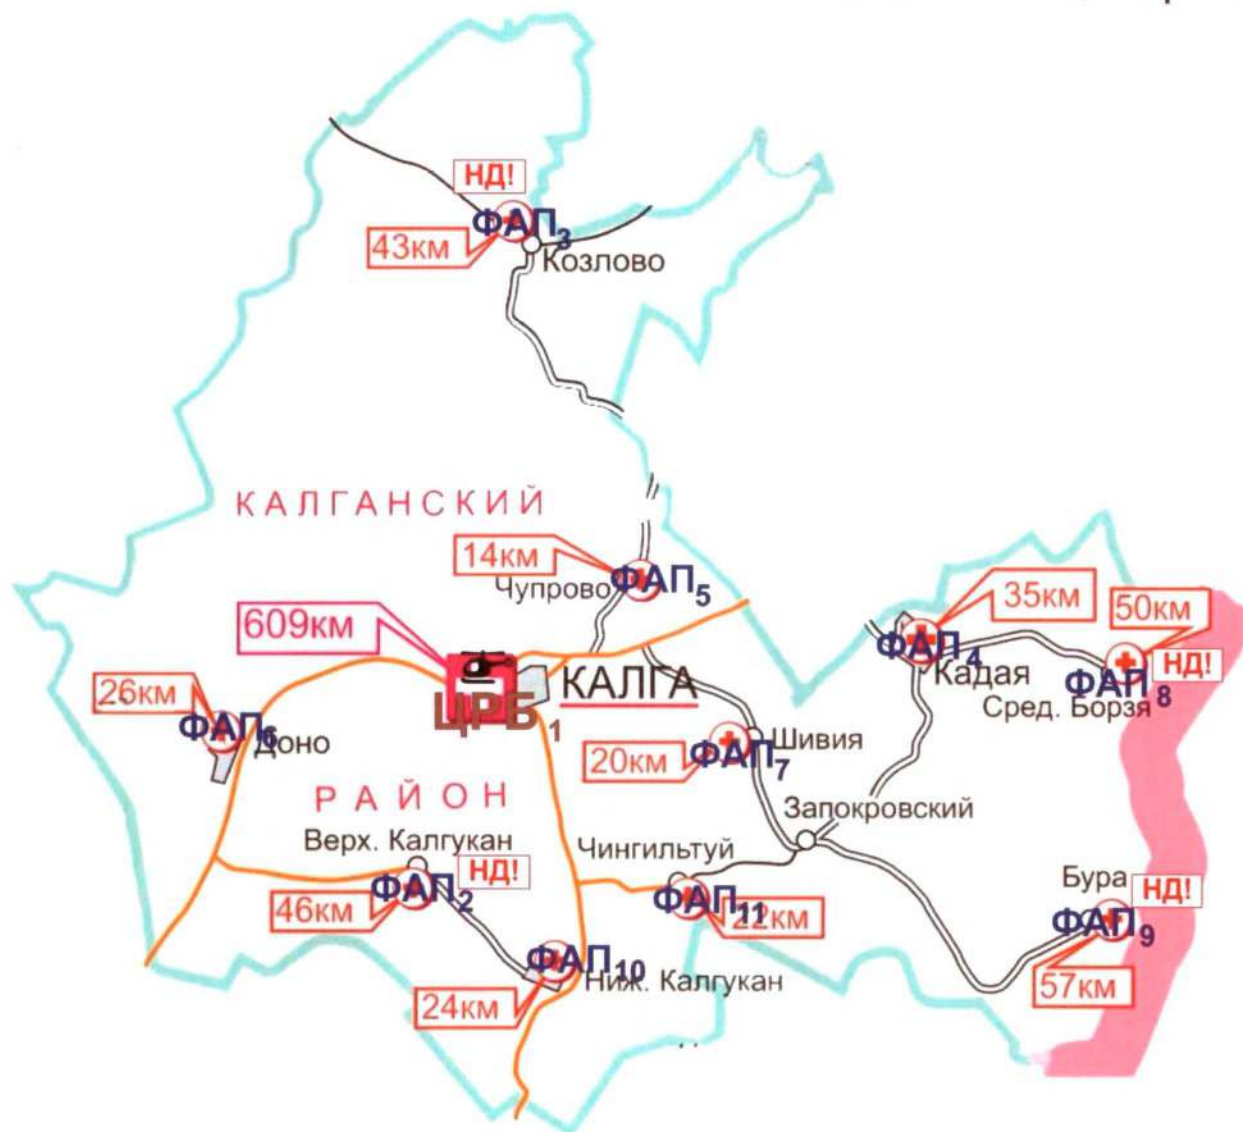 НД!
ФАП3
43км
Козлово
КАЛГАНСКИЙ
14км
Чупрово
ФАП5
35км
50км
609км
ФАП4
НД!
Кадая
ФАП8
Сред. Борзя
КАЛГА
ЦРБ1
26км
ФАП6
Доно
Шивия
ФАП7
20км
РАЙОН
Запокровский
Верх. Калгукан
НД!
Чингильтуй
ФАП2
46км
Бура
НД!
ФАП11
22км
ФАП9
ФАП10
Ниж. Калгукан
57км
24км